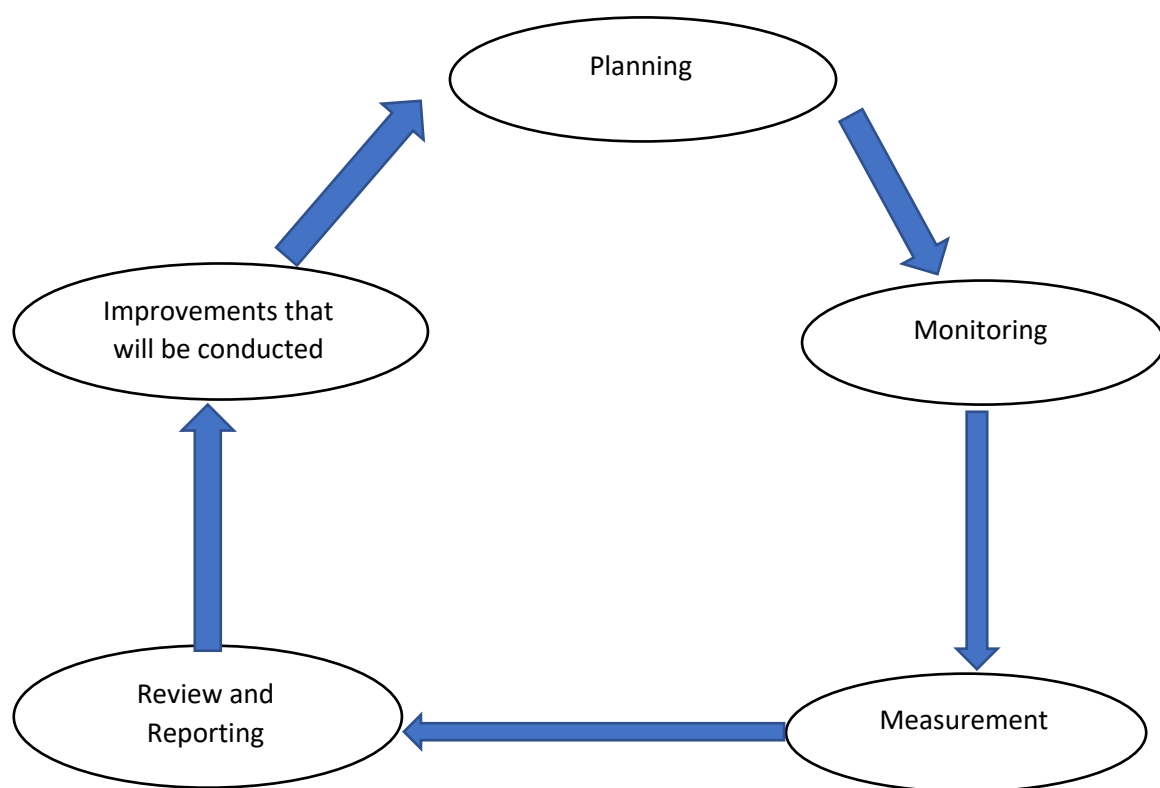 Planning
Monitoring
Measurement
Review and
Reporting
Improvements that
will be conducted